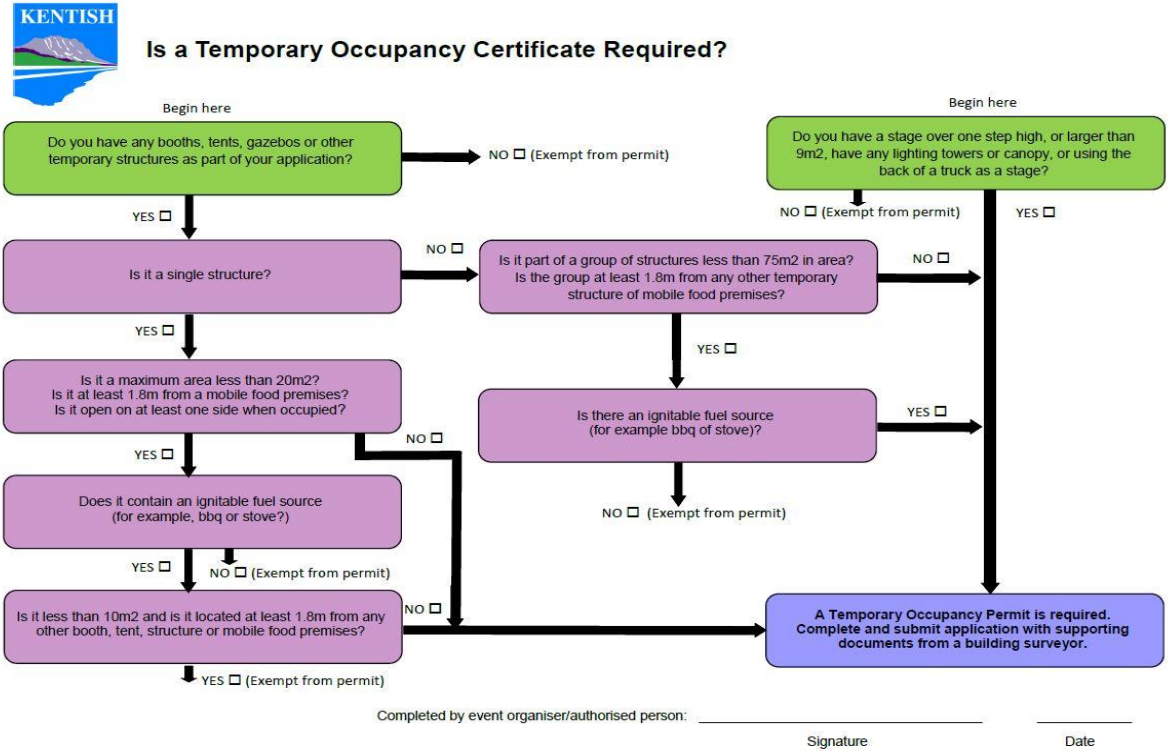 KENTISH
Is a Temporary Occupancy Certificate Required?
Begin here
Do you have any booths, tents, gazebos or other
temporary structures as part of your application?
NO ☐ (Exempt from permit)
YES ☐
Is it a single structure?
NO ☐
YES ☐
Is it a maximum area less than 20m2?
Is it at least 1.8m from a mobile food premises?
Is it open on at least one side when occupied?
NO ☐
YES ☐
Does it contain an ignitable fuel source
(for example, bbq or stove?)
YES ☐
NO ☐ (Exempt from permit)
Is it less than 10m2 and is it located at least 1.8m from any
other booth, tent, structure or mobile food premises?
NO ☐
YES ☐ (Exempt from permit)
Is it part of a group of structures less than 75m2 in area?
Is the group at least 1.8m from any other temporary
structure of mobile food premises?
NO ☐
YES ☐
Is there an ignitable fuel source
(for example bbq of stove)?
YES ☐
NO ☐ (Exempt from permit)
Begin here
Do you have a stage over one step high, or larger than
9m2, have any lighting towers or canopy, or using the
back of a truck as a stage?
NO ☐ (Exempt from permit)
YES ☐
A Temporary Occupancy Permit is required.
Complete and submit application with supporting
documents from a building surveyor.
Completed by event organiser/authorised person:
Signature
Date